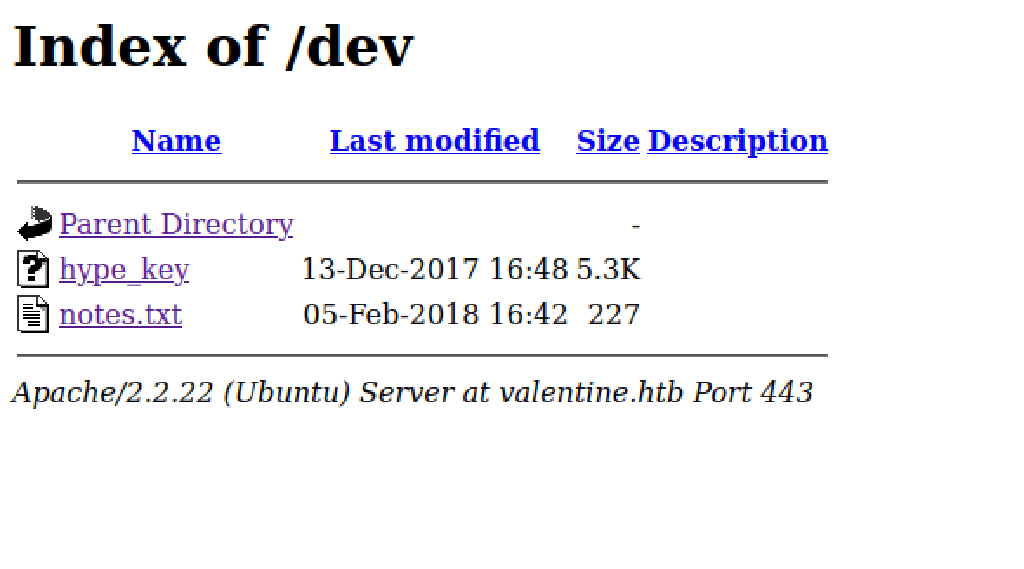 Index of /dev
Name Last modified Size Description
Parent Directory -
hype_key 13-Dec-2017 16:48 5.3K
notes.txt 05-Feb-2018 16:42 227
Apache/2.2.22 (Ubuntu) Server at valentine.htb Port 443